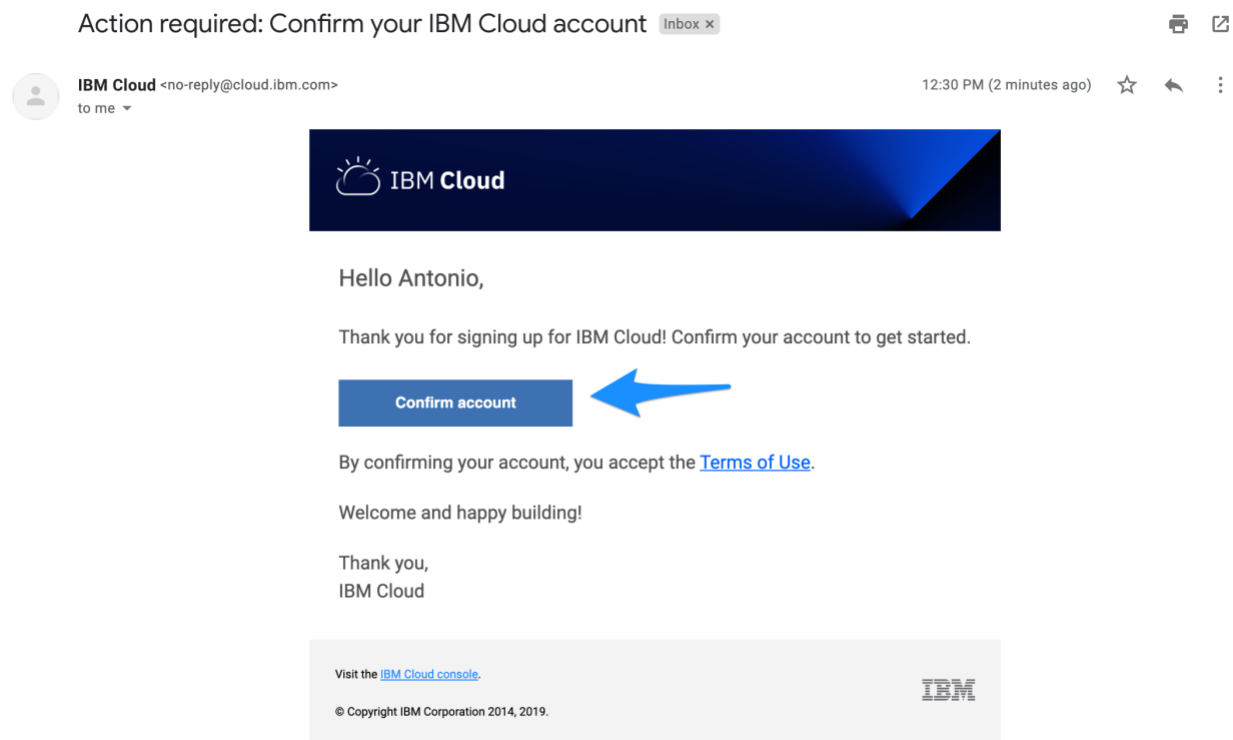 Action required: Confirm your IBM Cloud account Inbox ×
IBM Cloud <no-reply@cloud.ibm.com> 12:30 PM (2 minutes ago)
to me
IBM Cloud
Hello Antonio,
Thank you for signing up for IBM Cloud! Confirm your account to get started.
Confirm account
By confirming your account, you accept the Terms of Use.
Welcome and happy building!
Thank you,
IBM Cloud
Visit the IBM Cloud console.
IBM
© Copyright IBM Corporation 2014, 2019.